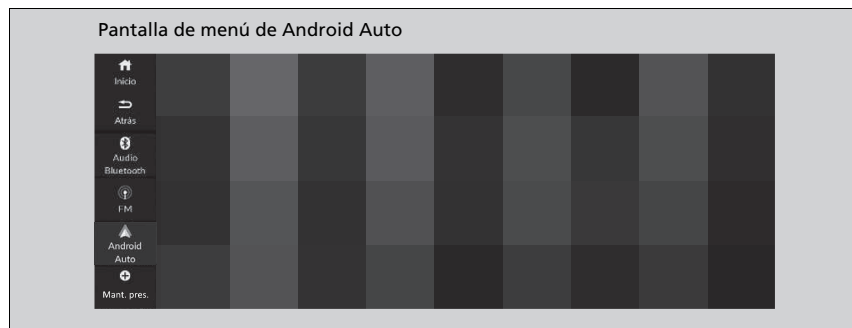 Pantalla de menú de Android Auto
Inicio
Atrás
Audio
Bluetooth
FM
Android
Auto
Mant. pres.